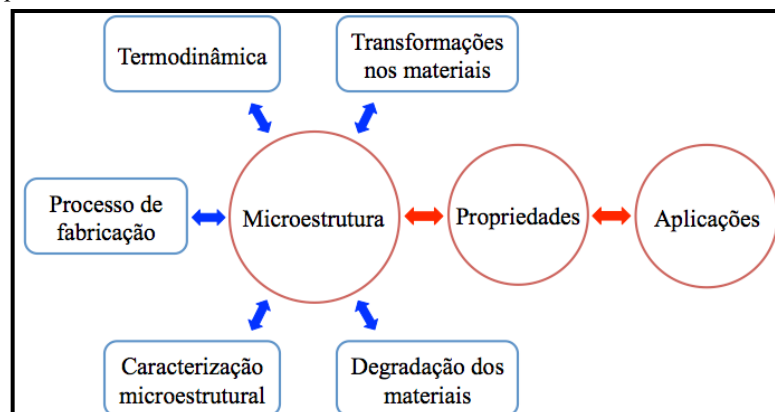 Termodinâmica
Transformações
nos materiais
Processo de
fabricação
Microestrutura
Propriedades
Aplicações
Caracterização
microestrutural
Degradação dos
materiais